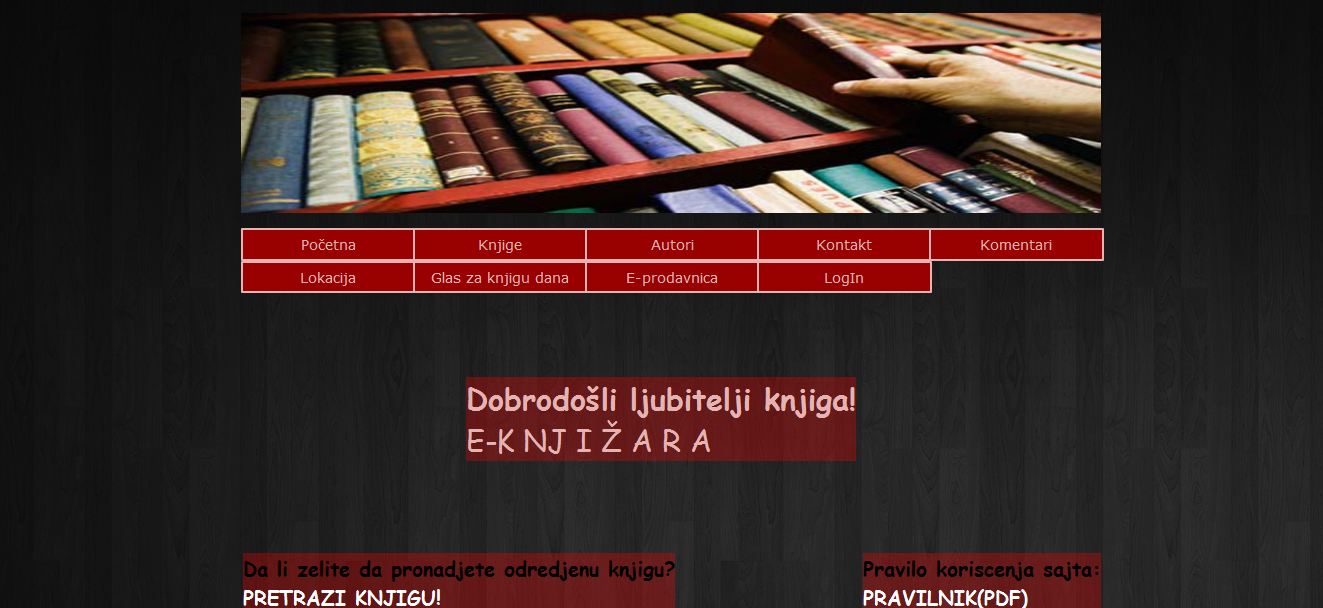 Početna Knjige Autori Kontakt Komentari
Lokacija Glas za knjigu dana E-prodavnica LogIn
Dobrodošli ljubitelji knjiga!
E-K NJ I Ž A R A
Da li zelite da pronadjete odredjenu knjigu?
PRETRAZI KNJIGU!
Pravilo koriscenja sajta:
PRAVILNIK(PDF)